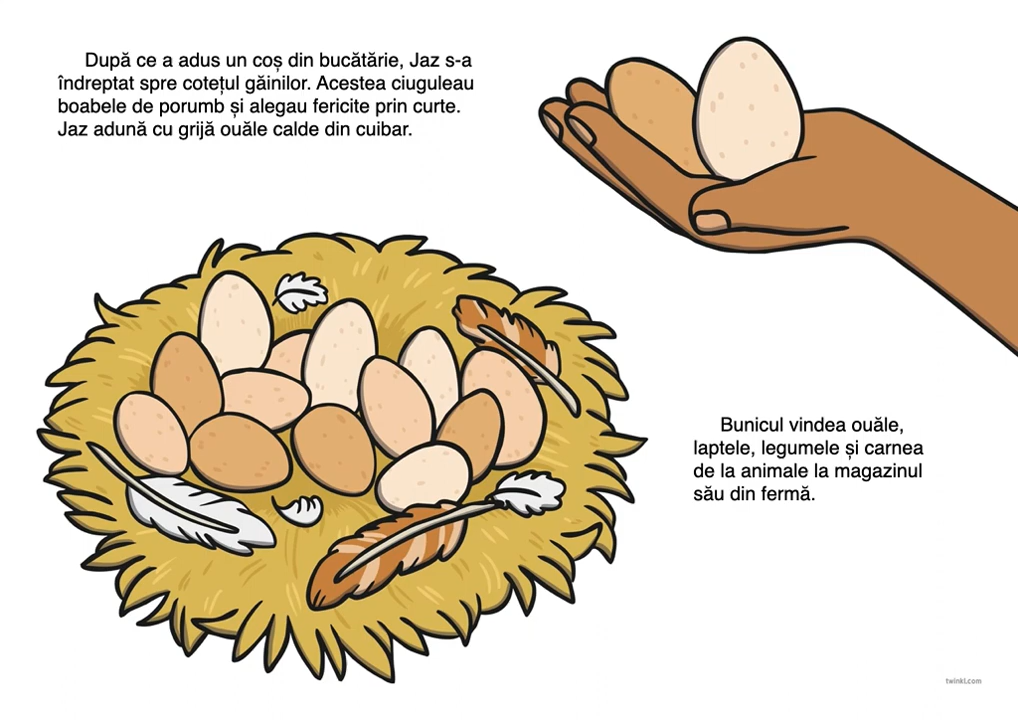 După ce a adus un coș din bucătărie, Jaz s-a
îndreptat spre cotețul găinilor. Acestea ciuguleau
boabele de porumb și alegau fericite prin curte.
Jaz adună cu grijă ouăle calde din cuibar.
Bunicul vindea ouăle,
laptele, legumele și carnea
de la animale la magazinul
său din fermă.
twinkl.com